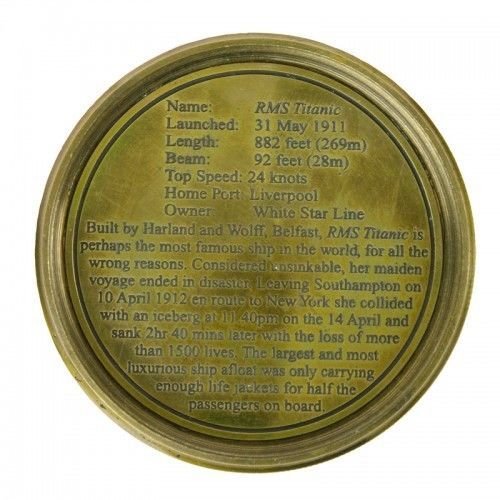 Name: RMS Titanic
Launched: 31 May 1911
Length: 882 feet (269m)
Beam: 92 feet (28m)
Top Speed: 24 knots
Home Port: Liverpool
Owner: White Star Line
Built by Harland and Wolff, Belfast, RMS Titanic is
perhaps the most famous ship in the world, for all the
wrong reasons. Considered unsinkable, her maiden
voyage ended in disaster. Leaving Southampton on
10 April 1912 en route to New York she collided
with an iceberg at 11.40pm on the 14 April and
sank 2hr 40 mins later with the loss of more
than 1500 lives. The largest and most
luxurious ship afloat was only carrying
enough life jackets for half the
passengers on board.